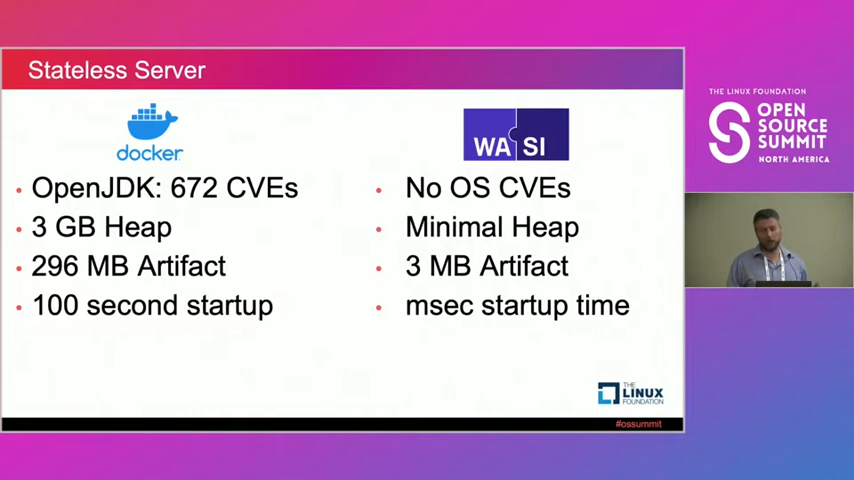 Stateless Server
docker
OpenJDK: 672 CVEs
3 GB Heap
296 MB Artifact
100 second startup
WA SI
No OS CVEs
Minimal Heap
3 MB Artifact
msec startup time
THE
LINUX
FOUNDATION
#ossummit
THE LINUX FOUNDATION
OPEN
SOURCE
SUMMIT
NORTH AMERICA